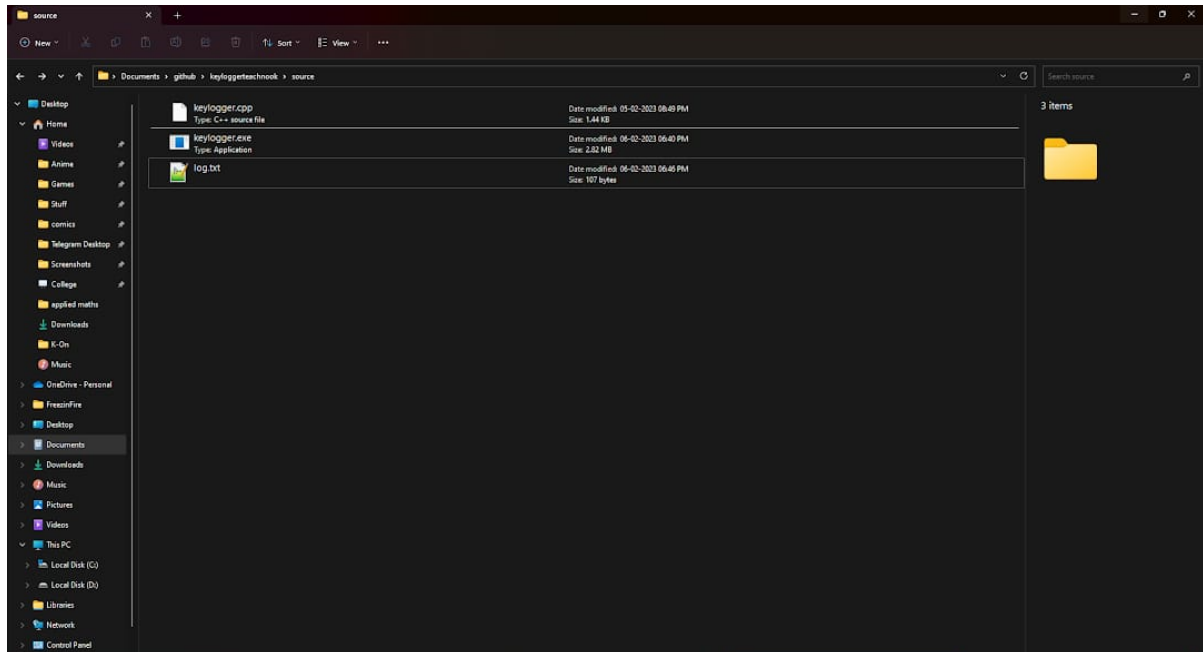 source
New
Sort
View
Documents > github > keyloggerteachnook > source
Search source
Desktop
Home
Videos
Anime
Games
Stuff
comics
Telegram Desktop
Screenshots
College
applied maths
Downloads
K-On
Music
OneDrive - Personal
FreezinFire
Desktop
Documents
Downloads
Music
Pictures
Videos
This PC
Local Disk (C:)
Local Disk (D:)
Libraries
Network
Control Panel
keylogger.cpp
Type: C++ source file
Date modified: 05-02-2023 08:49 PM
Size: 1.44 KB
keylogger.exe
Type: Application
Date modified: 06-02-2023 06:40 PM
Size: 2.82 MB
log.txt
Date modified: 06-02-2023 06:46 PM
Size: 107 bytes
3 items